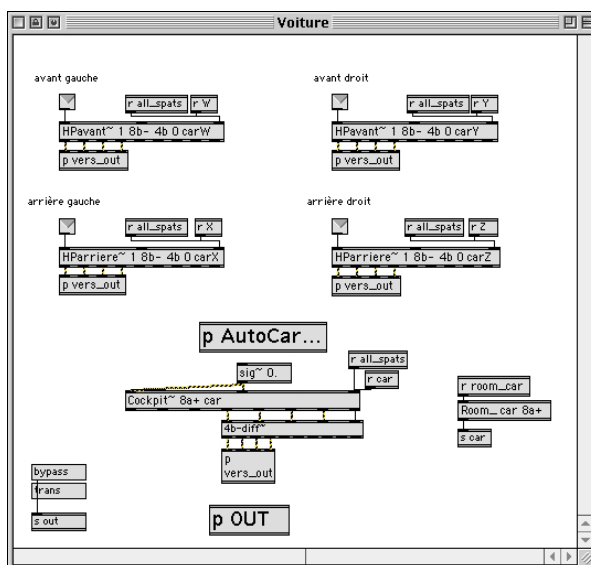 Voiture
avant gauche
avant droit
r all_spats
r W
r all_spats
r Y
HPavant~ 1 8b- 4b 0 carW
HPavant~ 1 8b- 4b 0 carY
p vers_out
p vers_out
arrière gauche
arrière droit
r all_spats
r X
r all_spats
r Z
HParriere~ 1 8b- 4b 0 carX
HParriere~ 1 8b- 4b 0 carZ
p vers_out
p vers_out
p AutoCar...
r all_spats
sig~ 0.
r car
r room_car
Cockpit~ 8a+ car
Room_car 8a+
4b-diff~
s car
p
vers_out
bypass
trans
s out
p OUT